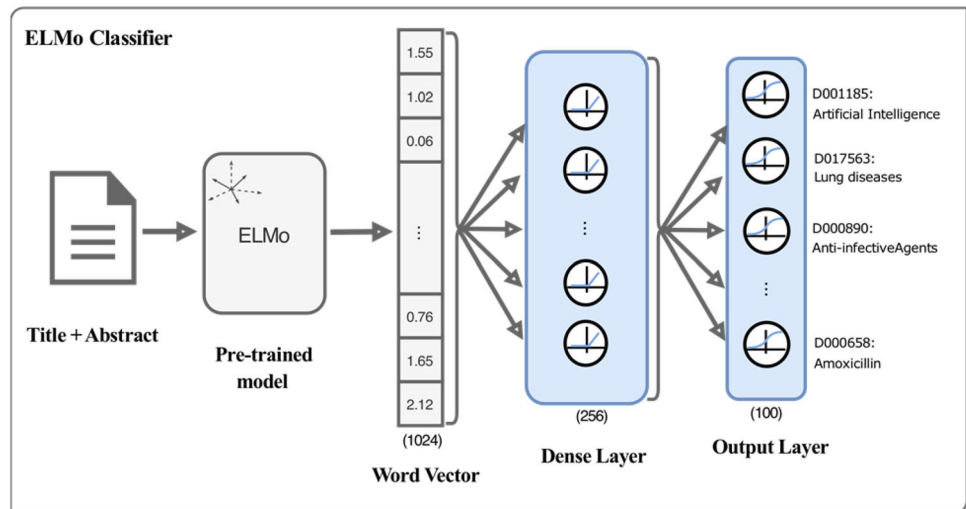 ELMo Classifier
1.55
1.02
0.06
⋮
0.76
1.65
2.12
(1024)
Word Vector
Title + Abstract
ELMo
Pre-trained
model
⋮
(256)
Dense Layer
⋮
(100)
Output Layer
D001185:
Artificial Intelligence
D017563:
Lung diseases
D000890:
Anti-infectiveAgents
D000658:
Amoxicillin